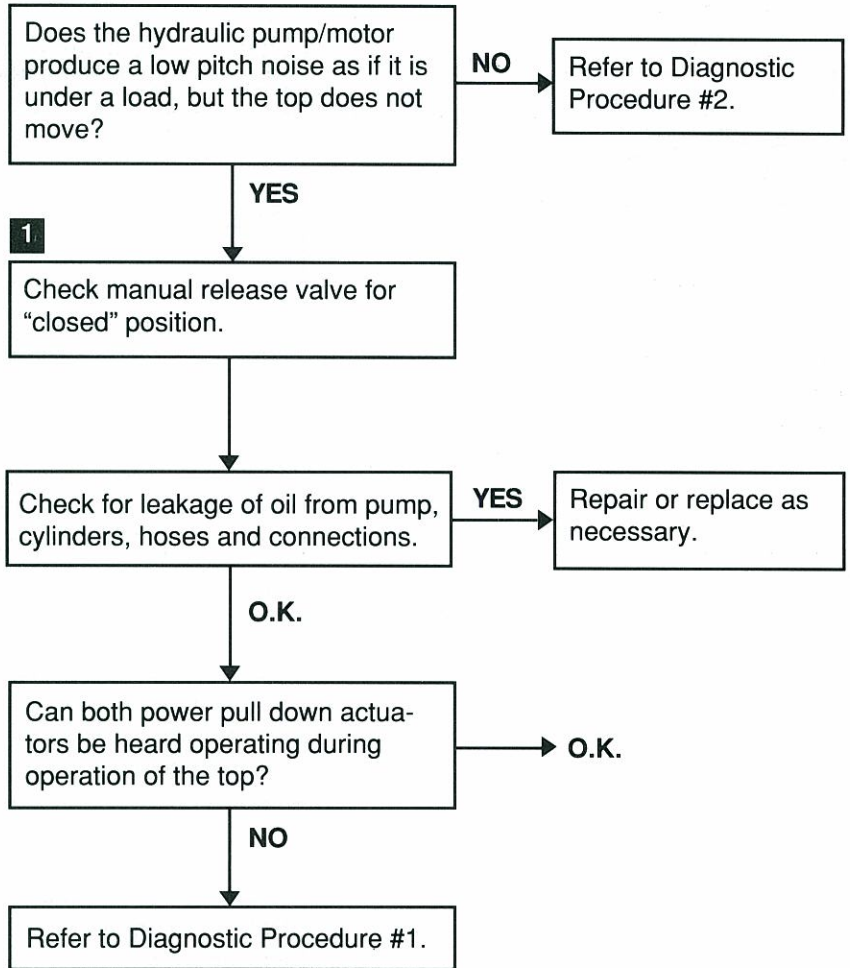 Does the hydraulic pump/motor
produce a low pitch noise as if it is
under a load, but the top does not
move?
NO
Refer to Diagnostic
Procedure #2.
YES
1
Check manual release valve for
“closed” position.
Check for leakage of oil from pump,
cylinders, hoses and connections.
YES
Repair or replace as
necessary.
O.K.
Can both power pull down actua-
tors be heard operating during
operation of the top?
O.K.
NO
Refer to Diagnostic Procedure #1.